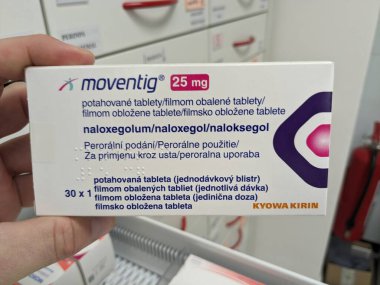 moventig® 25 mg
potahované tablety/filmom obalené tablety/
filmom obložene tablete/filmsko obložene tablete
naloxegolum/naloxegol/naloksegol
Perorální podání/Perorálne použitie/
Za primjenu kroz usta/peroralna uporaba
30 x 1
potahovaná tableta (jednodávkový blistr)
filmom obalených tabliet (jednotlivá dávka)
filmom obložena tableta (jedinična doza)
filmsko obložena tableta
KYOWA KIRIN